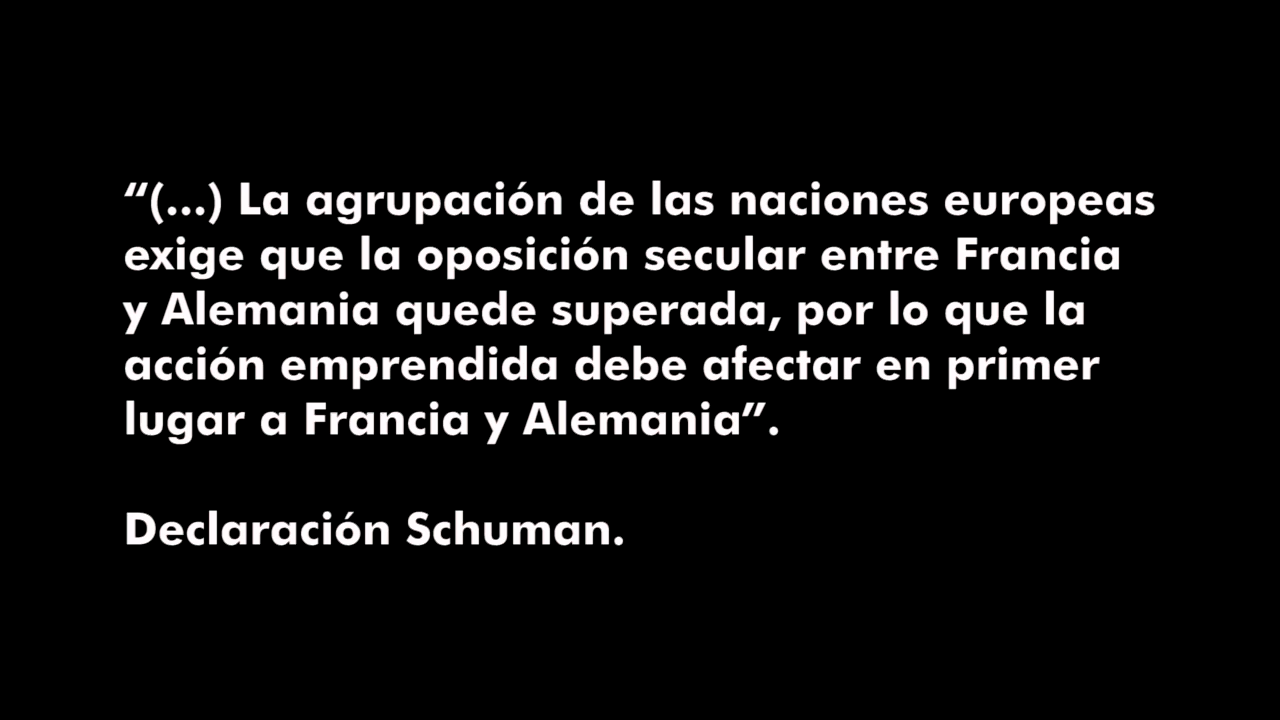 “(...) La agrupación de las naciones europeas
exige que la oposición secular entre Francia
y Alemania quede superada, por lo que la
acción emprendida debe afectar en primer
lugar a Francia y Alemania”.
Declaración Schuman.